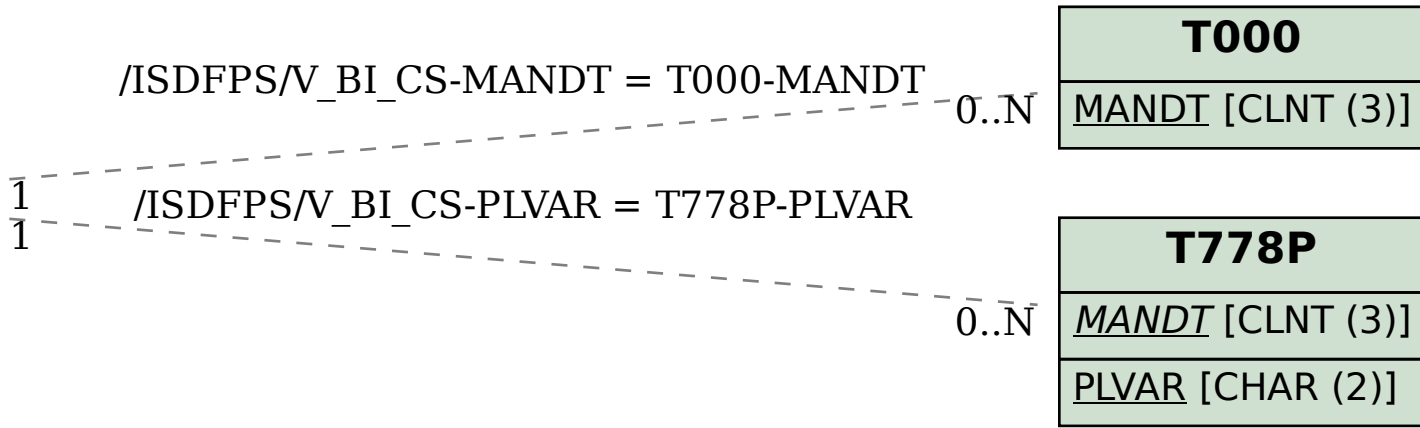 T000
/ISDFPS/V_BI_CS-MANDT = T000-MANDT
0..N
MANDT [CLNT (3)]
1
/ISDFPS/V_BI_CS-PLVAR = T778P-PLVAR
1
T778P
0..N
MANDT [CLNT (3)]
PLVAR [CHAR (2)]